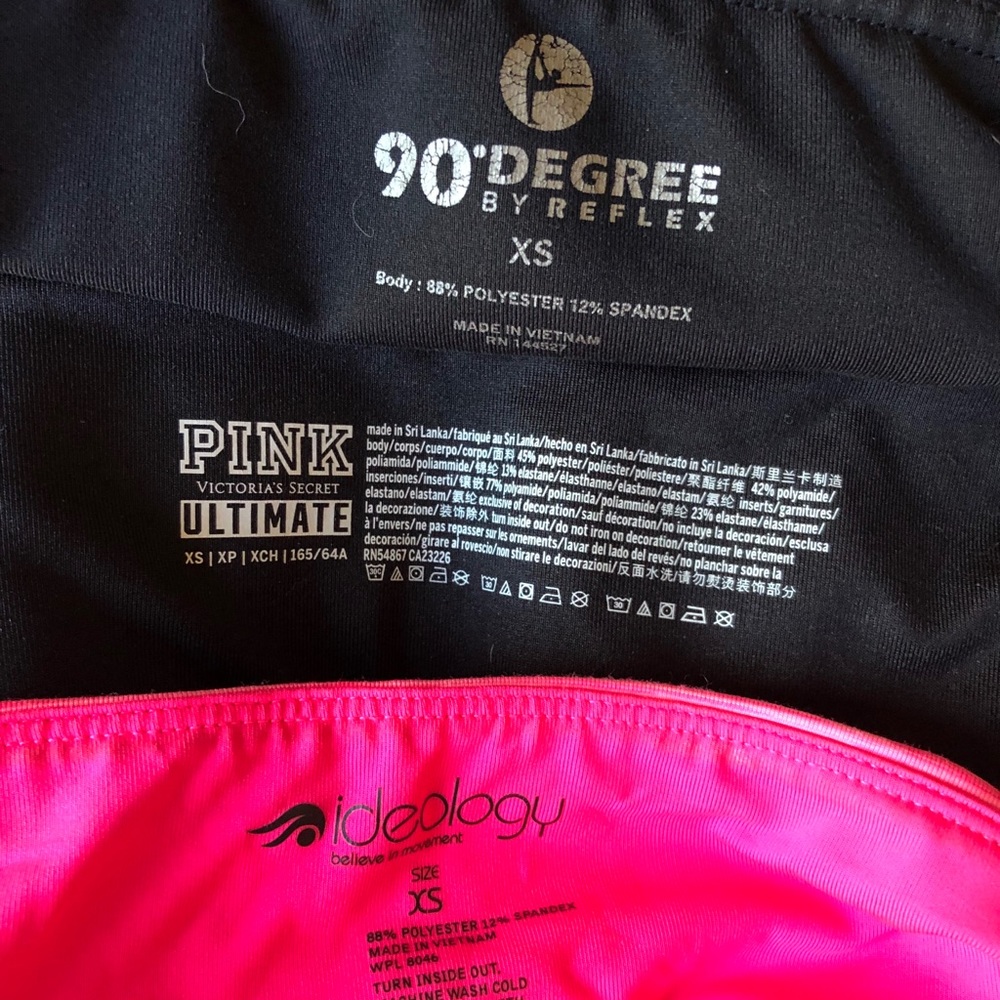 90°DEGREE
BY REFLEX
XS
Body : 88% POLYESTER 12% SPANDEX
MADE IN VIETNAM
RN 144527
PINK
VICTORIA'S SECRET
ULTIMATE
XS | XP | XCH | 165/64A
made in Sri Lanka/fabriqué au Sri Lanka/hecho en Sri Lanka/fabbricato in Sri Lanka/斯里兰卡制造
body/corps/cuerpo/corpo/面料 45% polyester/poliéster/poliestere/聚酯纤维 42% polyamide/
poliamida/poliammide/锦纶 13% elastane/élasthanne/elastano/elastam/氨纶 inserts/garnitures/
inserciones/inserti/镶嵌 77% polyamide/poliamida/poliammide/锦纶 23% elastane/élasthanne/
elastano/elastam/氨纶 exclusive of decoration/sauf décoration/no incluye la decoración/esclusa
la decorazione/装饰除外 turn inside out/do not iron on decoration/retourner le vêtement
à l'envers/ne pas repasser sur les ornements/lavar del lado del revés/no planchar sobre la
decoración/girare al rovescio/non stirare le decorazioni/反面水洗/请勿熨烫装饰部分
RN54867 CA23226
30C 30 30
ideology
believe in movement
SIZE
XS
88% POLYESTER 12% SPANDEX
MADE IN VIETNAM
WPL 8046
TURN INSIDE OUT.
MACHINE WASH COLD